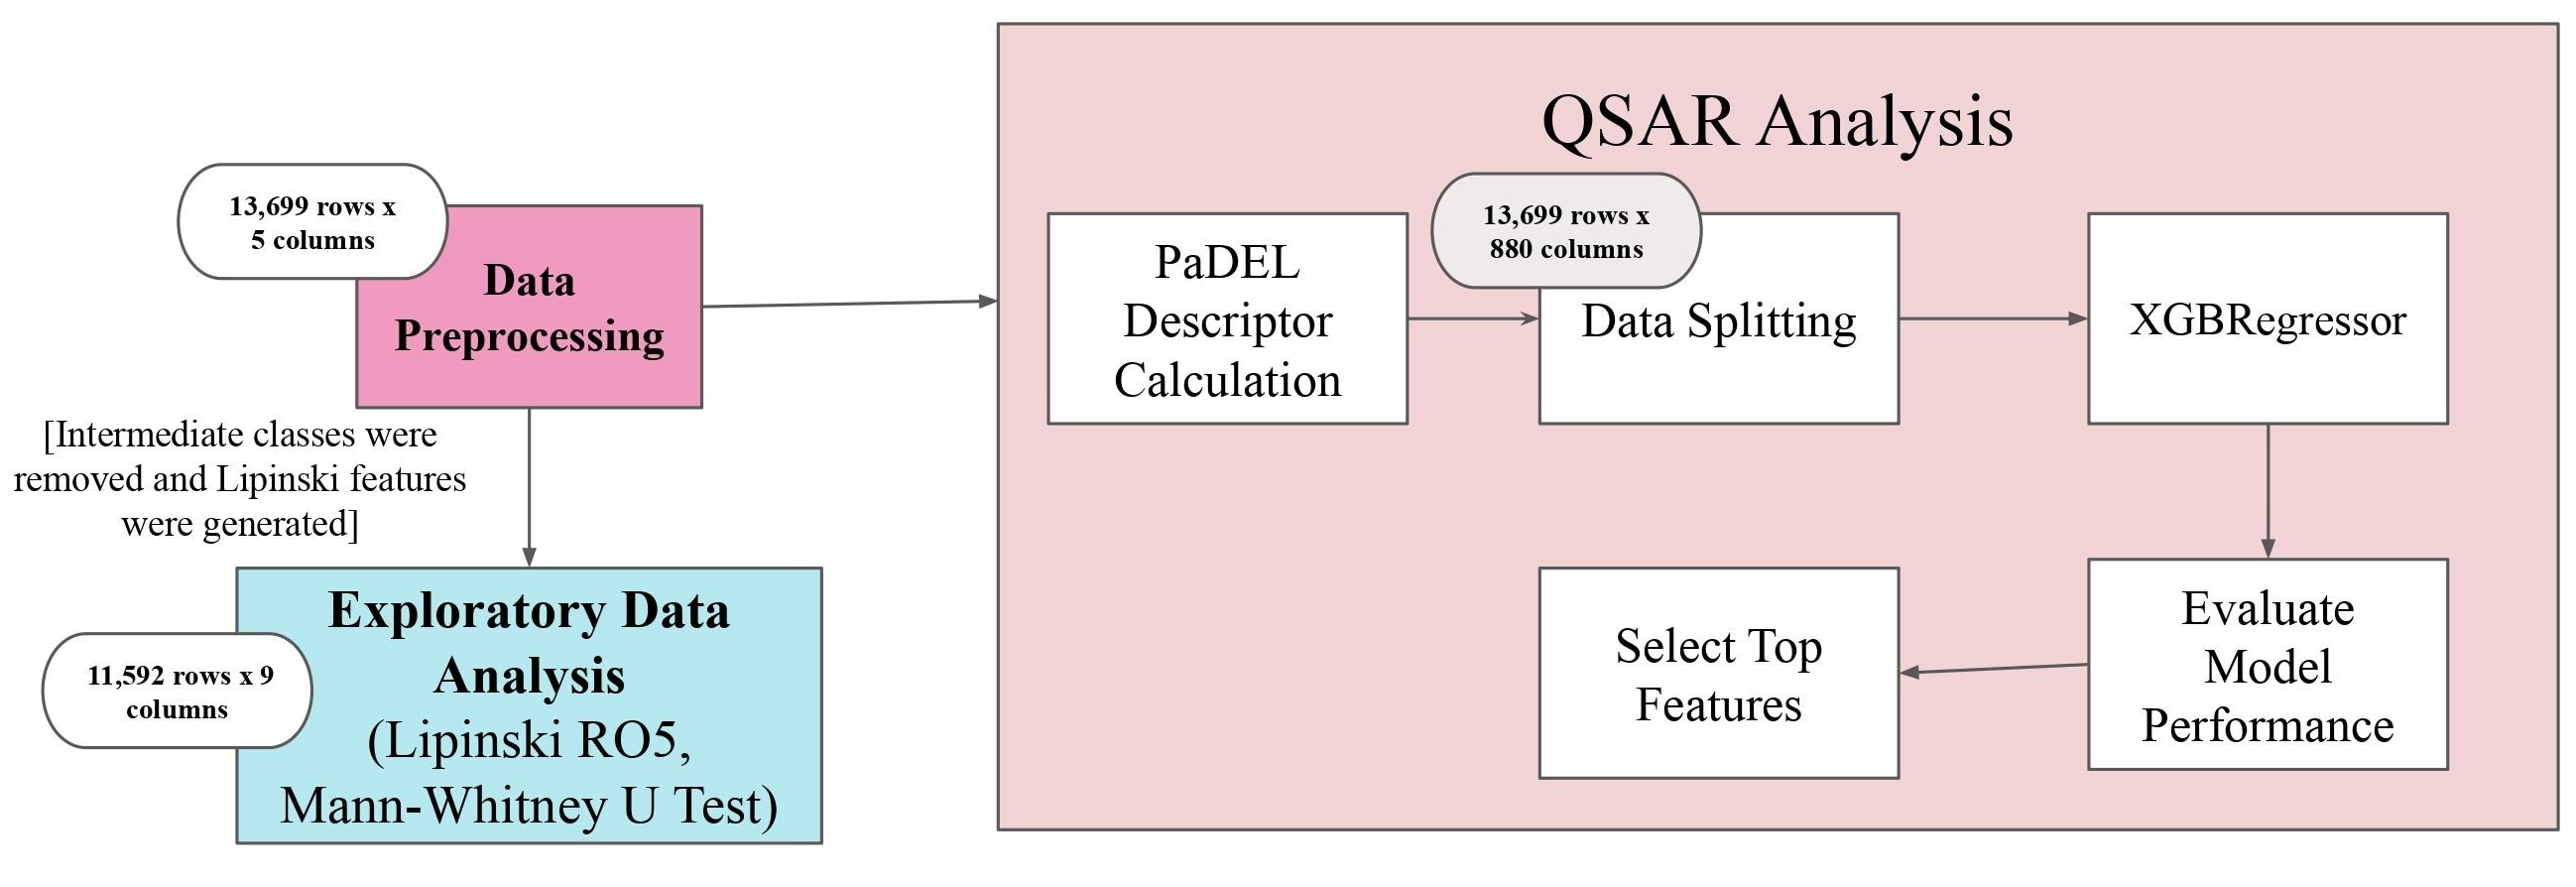 QSAR Analysis
13,699 rows x
5 columns
Data
Preprocessing
[Intermediate classes were
removed and Lipinski features
were generated]
11,592 rows x 9
columns
Exploratory Data
Analysis
(Lipinski RO5,
Mann-Whitney U Test)
PaDEL
Descriptor
Calculation
13,699 rows x
880 columns
Data Splitting
XGBRegressor
Evaluate
Model
Performance
Select Top
Features